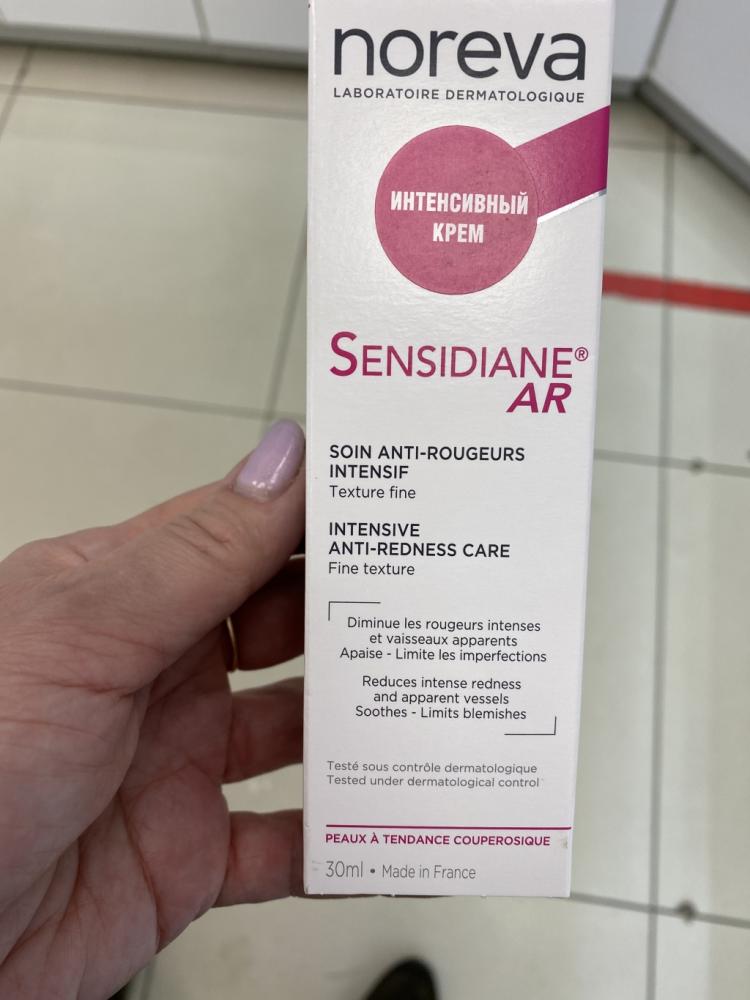 noreva
LABORATOIRE DERMATOLOGIQUE
ИНТЕНСИВНЫЙ
КРЕМ
SENSIDIANE®
AR
SOIN ANTI-ROUGEURS
INTENSIF
Texture fine
INTENSIVE
ANTI-REDNESS CARE
Fine texture
Diminue les rougeurs intenses
et vaisseaux apparents
Apaise - Limite les imperfections
Reduces intense redness
and apparent vessels
Soothes - Limits blemishes
Testé sous contrôle dermatologique
Tested under dermatological control
PEAUX À TENDANCE COUPEROSIQUE
30ml • Made in France